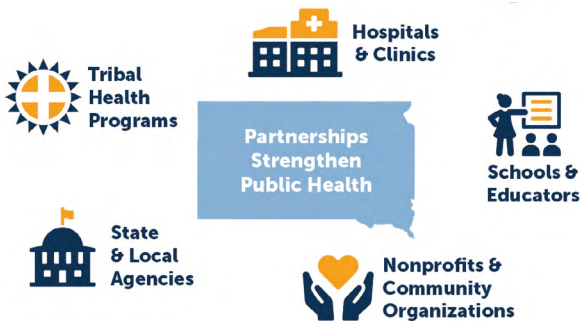 Hospitals
& Clinics
Tribal
Health
Programs
Partnerships
Strengthen
Public Health
Schools &
Educators
State
& Local
Agencies
Nonprofits &
Community
Organizations